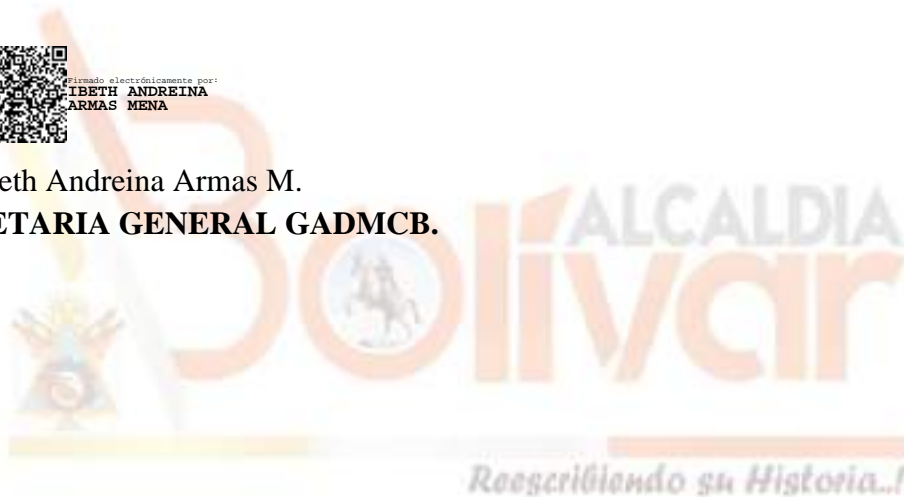 Firmado electrónicamente por:
IBETH ANDREINA
ARMAS MENA
eth Andreina Armas M.
ETARIA GENERAL GADMCB.
ALCALDIA
Bolívar
Reescribiendo su Historia..!